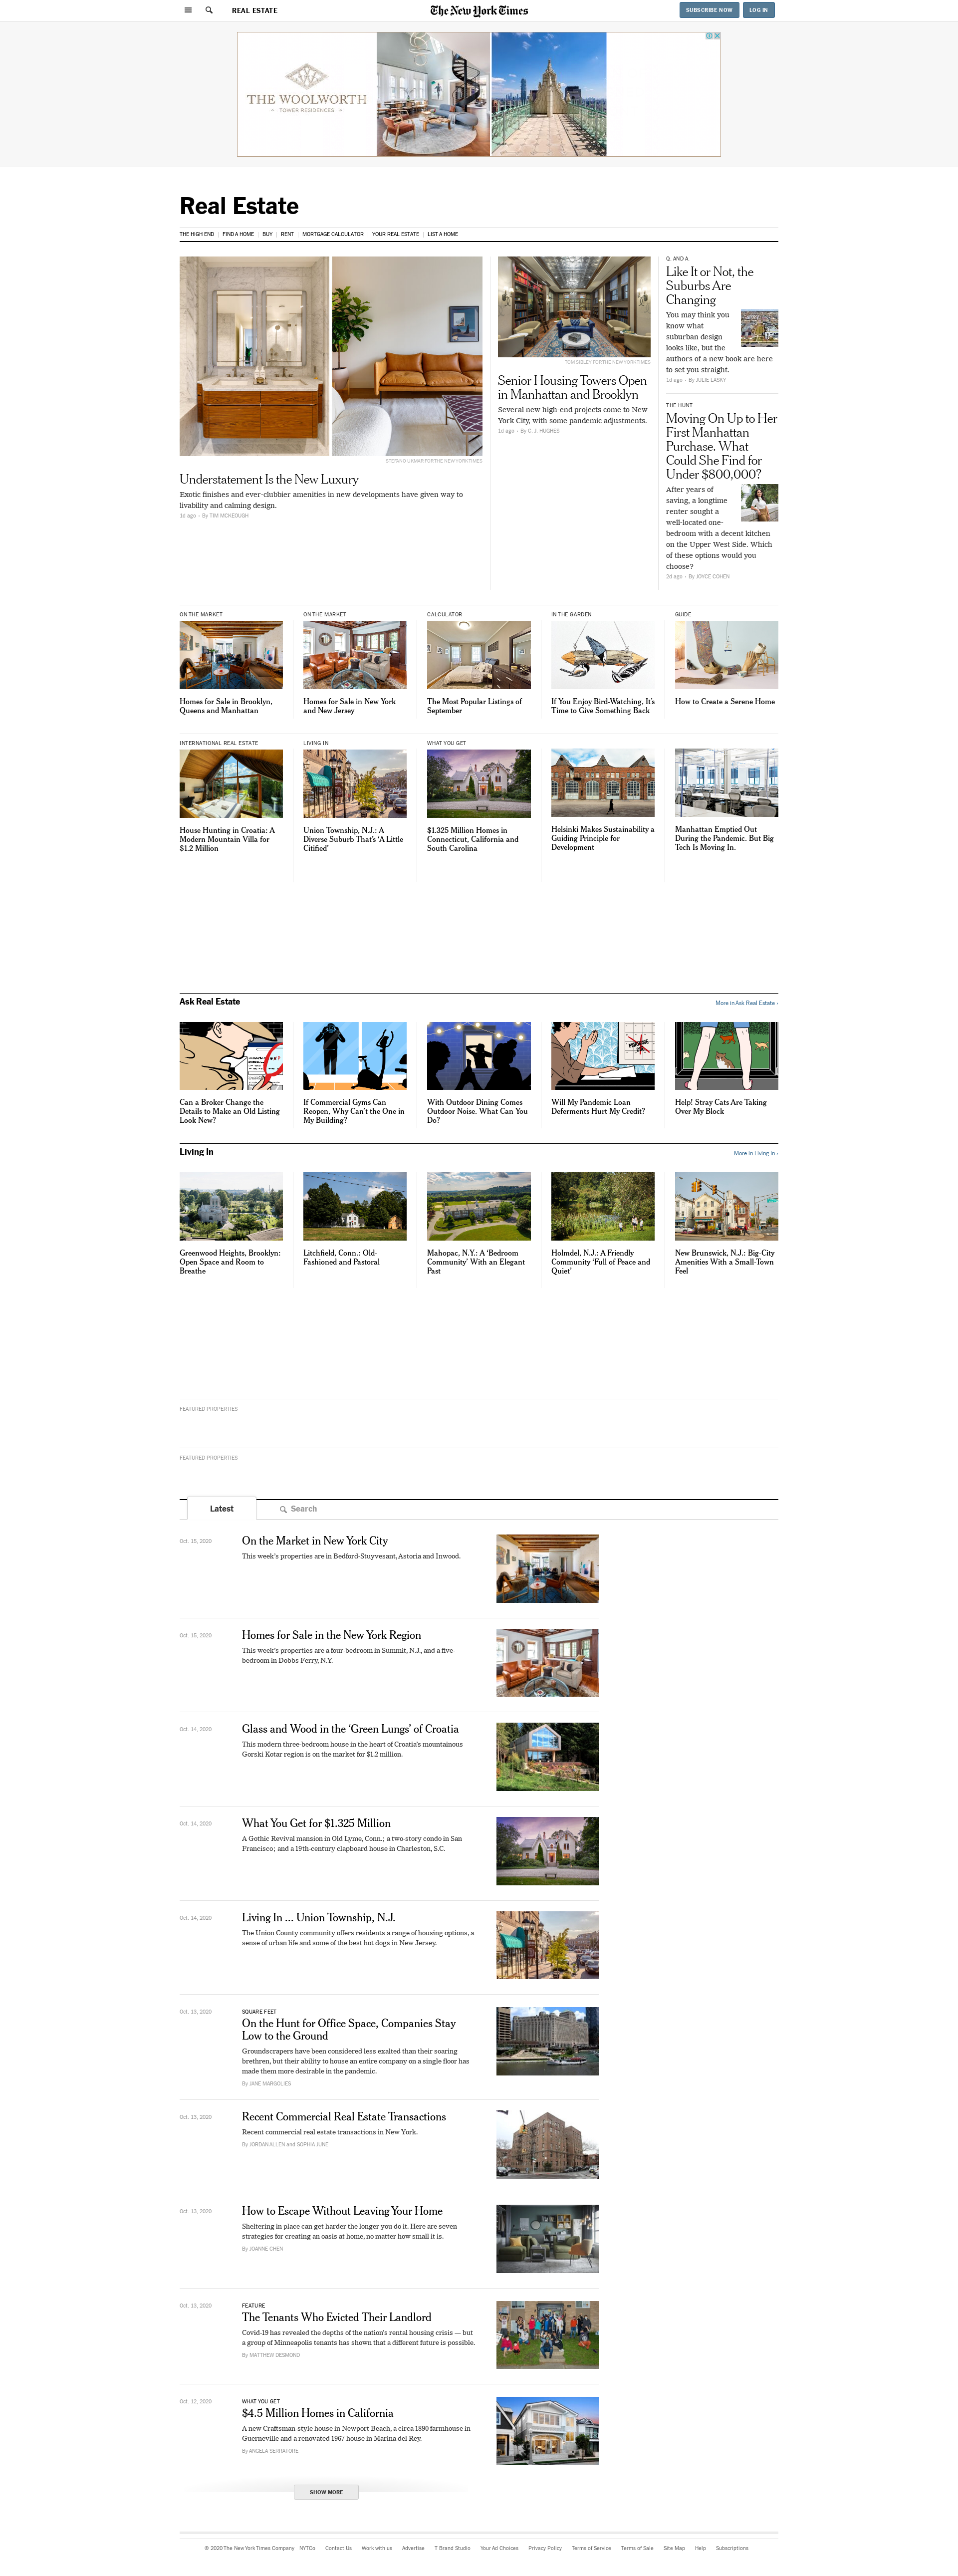 REAL ESTATE
The New York Times
SUBSCRIBE NOW
LOG IN
THE WOOLWORTH
TOWER RESIDENCES
Real Estate
THE HIGH END
FIND A HOME
BUY
RENT
MORTGAGE CALCULATOR
YOUR REAL ESTATE
LIST A HOME
STEFANO UKMAR FOR THE NEW YORK TIMES
Understatement Is the New Luxury
Exotic finishes and ever-clubbier amenities in new developments have given way to
livability and calming design.
1d ago - By TIM MCKEOUGH
TOM SIBLEY FOR THE NEW YORK TIMES
Senior Housing Towers Open
in Manhattan and Brooklyn
Several new high-end projects come to New
York City, with some pandemic adjustments.
1d ago - By C. J. HUGHES
Q. AND A.
Like It or Not, the
Suburbs Are
Changing
You may think you
know what
suburban design
looks like, but the
authors of a new book are here
to set you straight.
1d ago - By JULIE LASKY
THE HUNT
Moving On Up to Her
First Manhattan
Purchase. What
Could She Find for
Under $800,000?
After years of
saving, a longtime
renter sought a
well-located one-
bedroom with a decent kitchen
on the Upper West Side. Which
of these options would you
choose?
2d ago - By JOYCE COHEN
ON THE MARKET
Homes for Sale in Brooklyn,
Queens and Manhattan
ON THE MARKET
Homes for Sale in New York
and New Jersey
CALCULATOR
The Most Popular Listings of
September
IN THE GARDEN
If You Enjoy Bird-Watching, It's
Time to Give Something Back
GUIDE
How to Create a Serene Home
INTERNATIONAL REAL ESTATE
House Hunting in Croatia: A
Modern Mountain Villa for
$1.2 Million
LIVING IN
Union Township, N.J.: A
Diverse Suburb That's 'A Little
Citified'
WHAT YOU GET
$1.325 Million Homes in
Connecticut, California and
South Carolina
Helsinki Makes Sustainability a
Guiding Principle for
Development
Manhattan Emptied Out
During the Pandemic. But Big
Tech Is Moving In.
Ask Real Estate
More in Ask Real Estate ›
Can a Broker Change the
Details to Make an Old Listing
Look New?
If Commercial Gyms Can
Reopen, Why Can't the One in
My Building?
With Outdoor Dining Comes
Outdoor Noise. What Can You
Do?
Will My Pandemic Loan
Deferments Hurt My Credit?
Help! Stray Cats Are Taking
Over My Block
Living In
More in Living In ›
Greenwood Heights, Brooklyn:
Open Space and Room to
Breathe
Litchfield, Conn.: Old-
Fashioned and Pastoral
Mahopac, N.Y.: A 'Bedroom
Community' With an Elegant
Past
Holmdel, N.J.: A Friendly
Community 'Full of Peace and
Quiet'
New Brunswick, N.J.: Big-City
Amenities With a Small-Town
Feel
FEATURED PROPERTIES
FEATURED PROPERTIES
Latest
Search
Oct. 15, 2020
On the Market in New York City
This week's properties are in Bedford-Stuyvesant, Astoria and Inwood.
Oct. 15, 2020
Homes for Sale in the New York Region
This week's properties are a four-bedroom in Summit, N.J., and a five-
bedroom in Dobbs Ferry, N.Y.
Oct. 14, 2020
Glass and Wood in the 'Green Lungs' of Croatia
This modern three-bedroom house in the heart of Croatia's mountainous
Gorski Kotar region is on the market for $1.2 million.
Oct. 14, 2020
What You Get for $1.325 Million
A Gothic Revival mansion in Old Lyme, Conn.; a two-story condo in San
Francisco; and a 19th-century clapboard house in Charleston, S.C.
Oct. 14, 2020
Living In ... Union Township, N.J.
The Union County community offers residents a range of housing options, a
sense of urban life and some of the best hot dogs in New Jersey.
Oct. 13, 2020
SQUARE FEET
On the Hunt for Office Space, Companies Stay
Low to the Ground
Groundscrapers have been considered less exalted than their soaring
brethren, but their ability to house an entire company on a single floor has
made them more desirable in the pandemic.
By JANE MARGOLIES
Oct. 13, 2020
Recent Commercial Real Estate Transactions
Recent commercial real estate transactions in New York.
By JORDAN ALLEN and SOPHIA JUNE
Oct. 13, 2020
How to Escape Without Leaving Your Home
Sheltering in place can get harder the longer you do it. Here are seven
strategies for creating an oasis at home, no matter how small it is.
By JOANNE CHEN
Oct. 13, 2020
FEATURE
The Tenants Who Evicted Their Landlord
Covid-19 has revealed the depths of the nation's rental housing crisis — but
a group of Minneapolis tenants has shown that a different future is possible.
By MATTHEW DESMOND
Oct. 12, 2020
WHAT YOU GET
$4.5 Million Homes in California
A new Craftsman-style house in Newport Beach, a circa 1890 farmhouse in
Guerneville and a renovated 1967 house in Marina del Rey.
By ANGELA SERRATORE
SHOW MORE
© 2020 The New York Times Company
NYTCo
Contact Us
Work with us
Advertise
T Brand Studio
Your Ad Choices
Privacy Policy
Terms of Service
Terms of Sale
Site Map
Help
Subscriptions